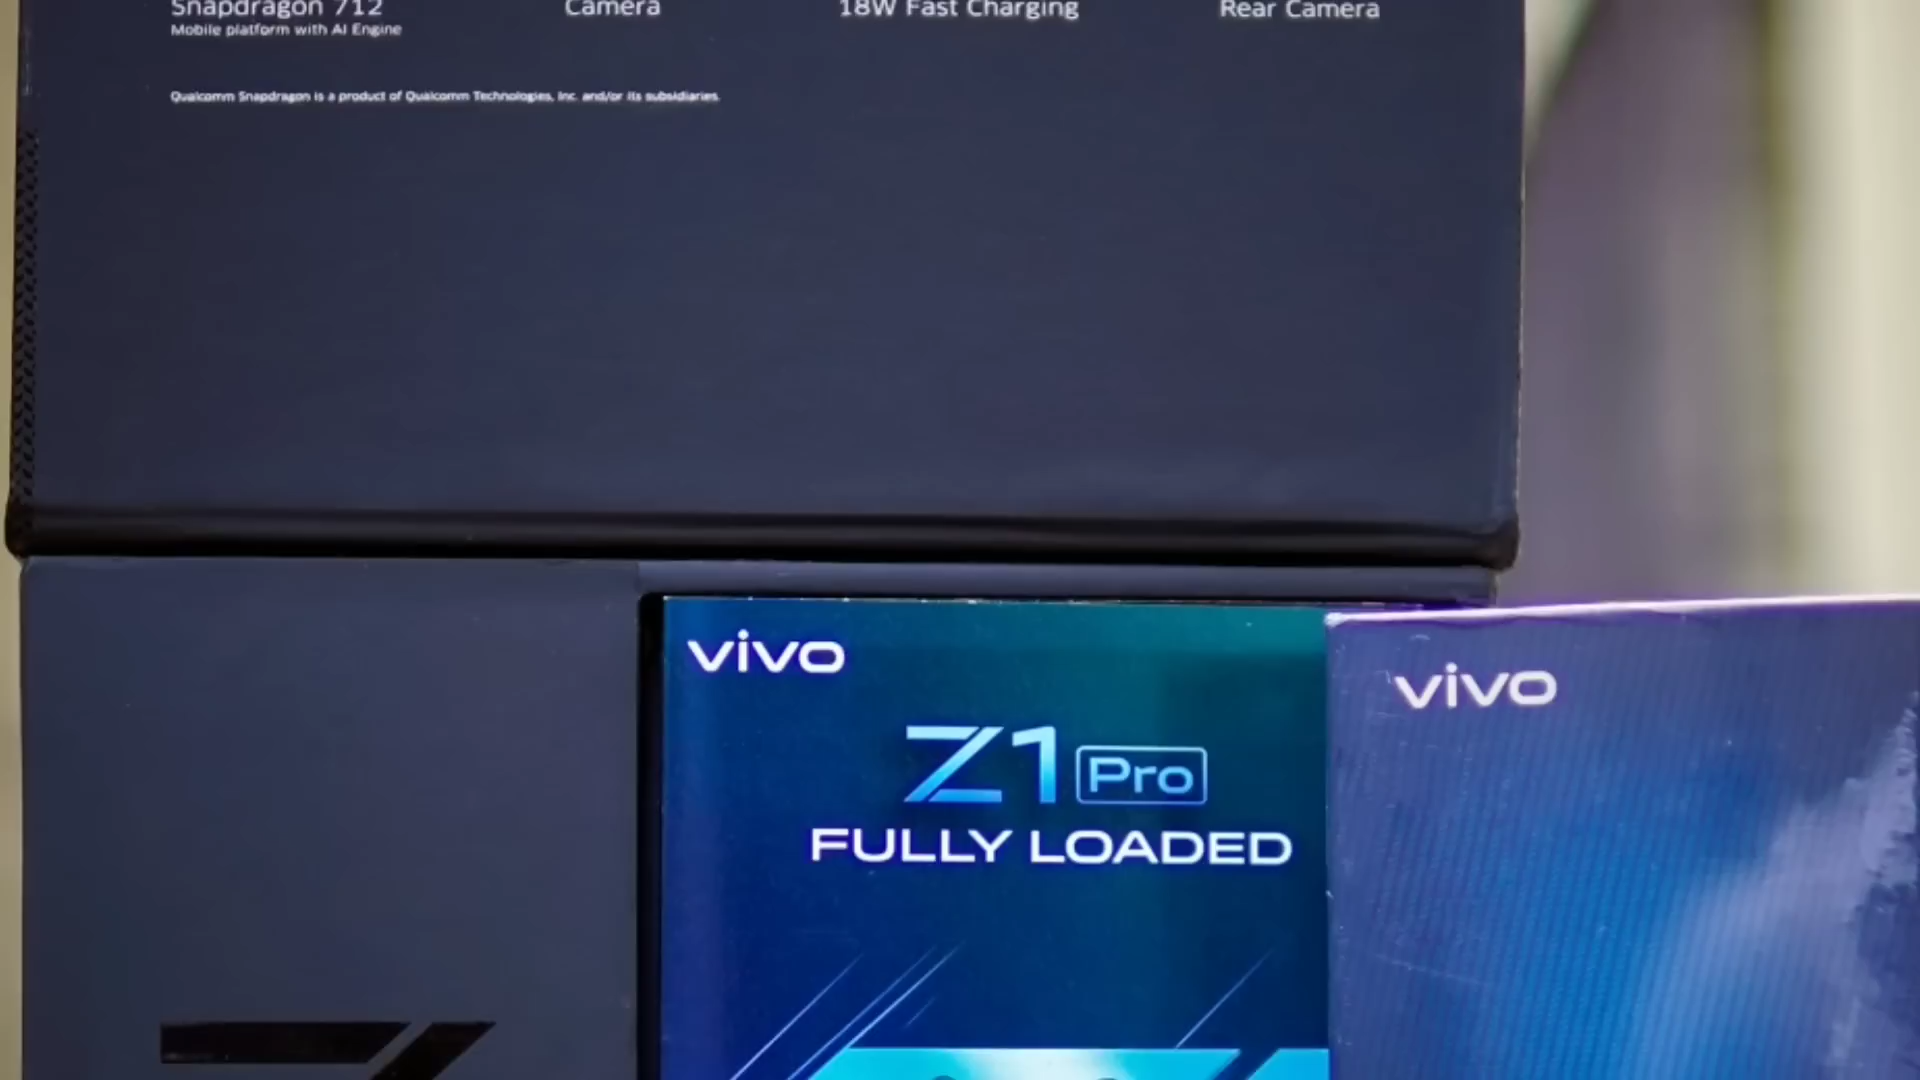 Snapdragon 712
Mobile platform with AI Engine
Camera
18W Fast Charging
Rear Camera
Qualcomm Snapdragon is a product of Qualcomm Technologies, Inc. and/or its subsidiaries.
vivo
Z1 Pro
FULLY LOADED
vivo